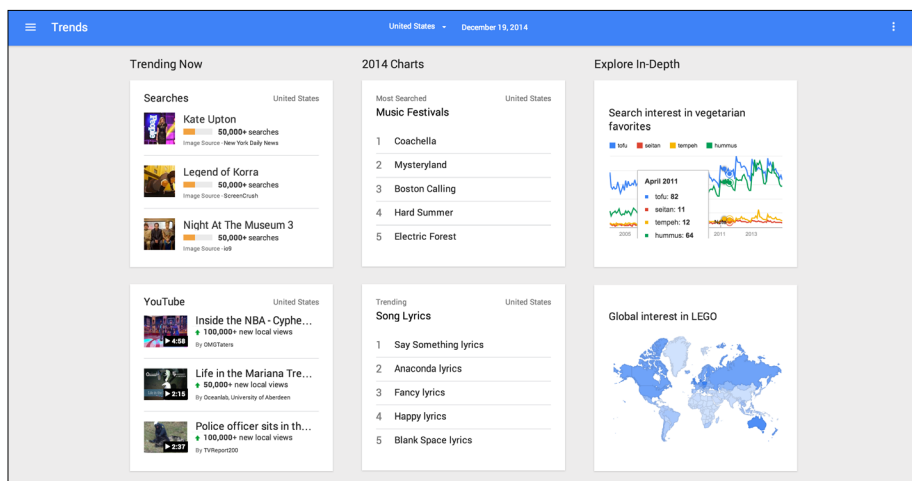 Trends
United States
December 19, 2014
Trending Now
Searches
United States
Kate Upton
50,000+ searches
Image Source - New York Daily News
Legend of Korra
50,000+ searches
Image Source - ScreenCrush
Night At The Museum 3
50,000+ searches
Image Source - io9
YouTube
United States
4:58
Inside the NBA - Cyphe...
100,000+ new local views
By OMGTaters
2:15
Life in the Mariana Tre...
50,000+ new local views
By Oceanlab, University of Aberdeen
2:37
Police officer sits in th...
100,000+ new local views
By TVReport200
2014 Charts
Most Searched
United States
Music Festivals
1 Coachella
2 Mysteryland
3 Boston Calling
4 Hard Summer
5 Electric Forest
Trending
United States
Song Lyrics
1 Say Something lyrics
2 Anaconda lyrics
3 Fancy lyrics
4 Happy lyrics
5 Blank Space lyrics
Explore In-Depth
Search interest in vegetarian
favorites
tofu seitan tempeh hummus
April 2011
tofu: 82
seitan: 11
tempeh: 12
hummus: 64
Note
2005 2011 2013
Global interest in LEGO